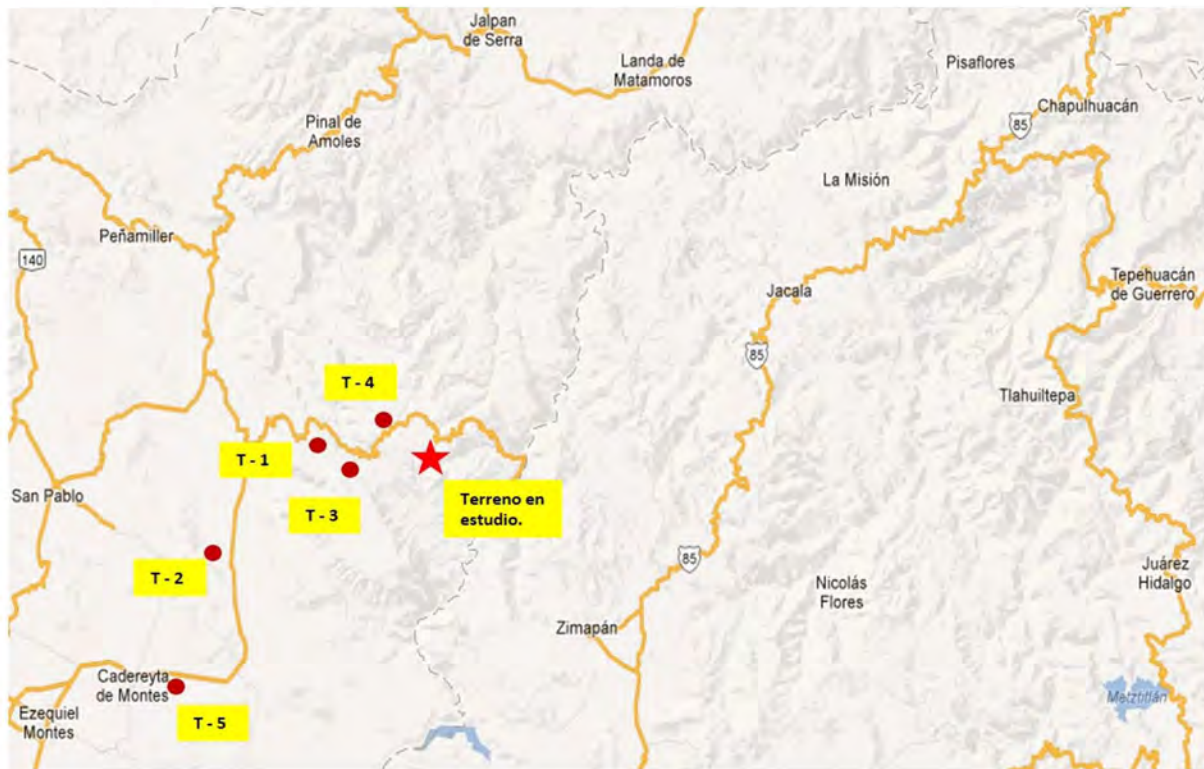 Jalpan
de Serra
Landa de
Matamoros
Pisaflores
Chapulhuacán
85
Pinal de
Amoles
La Misión
Peñamiller
140
Tepehuacán
de Guerrero
Jacala
85
T - 4
Tlahuiltepa
T - 1
San Pablo
T - 3
Terreno en
estudio.
T - 2
85
Juárez
Hidalgo
Nicolás
Flores
Zimapán
Cadereyta
de Montes
Metztitlán
Ezequiel
Montes
T - 5